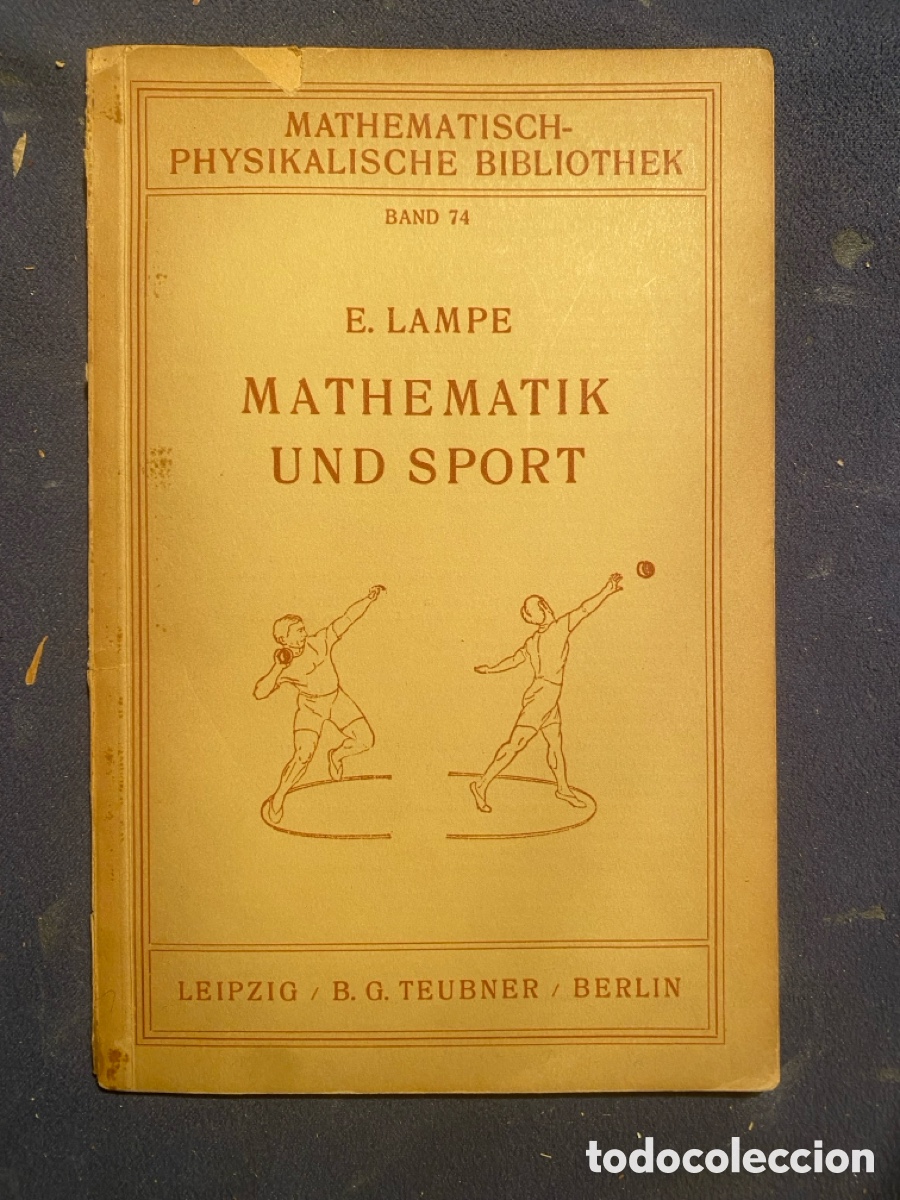 MATHEMATISCH-
PHYSIKALISCHE BIBLIOTHEK
BAND 74
E. LAMPE
MATHEMATIK
UND SPORT
LEIPZIG / B. G. TEUBNER / BERLIN
todocoleccion